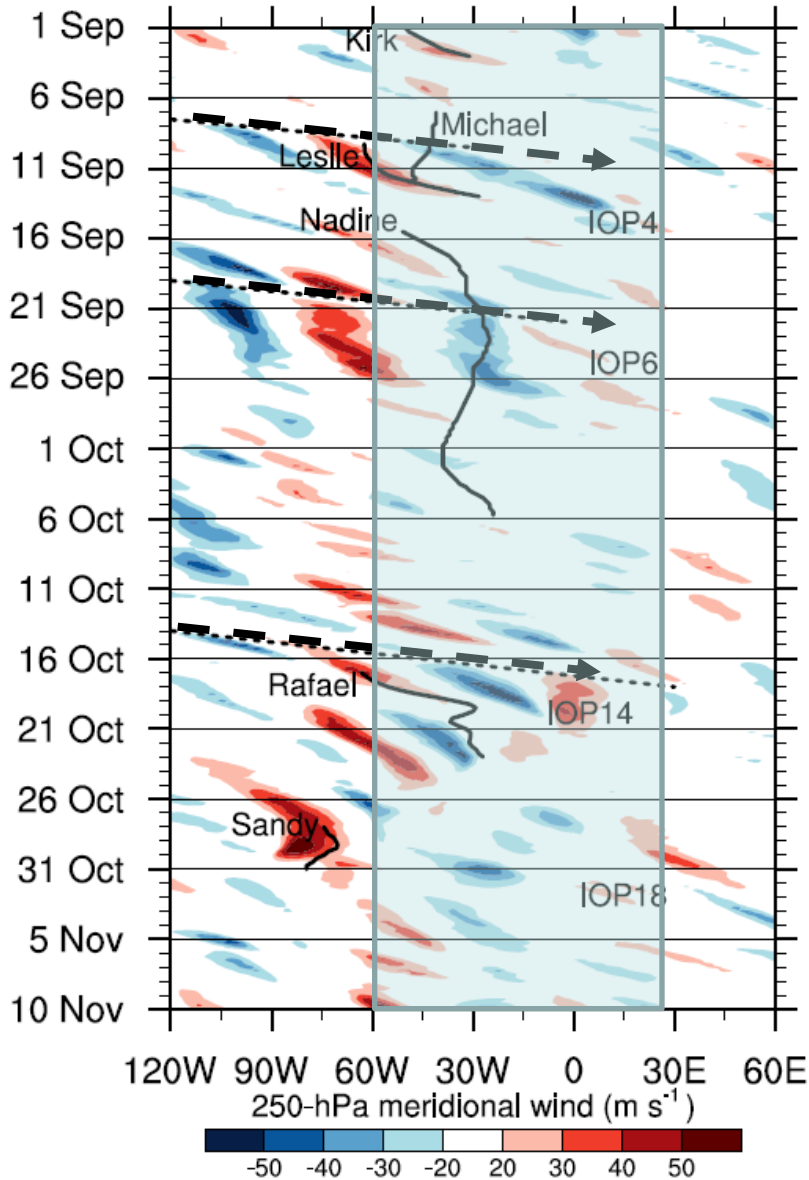 1 Sep
Kirk
6 Sep
Michael
Leslie
11 Sep
Nadine
IOP4
16 Sep
21 Sep
IOP6
26 Sep
1 Oct
6 Oct
11 Oct
16 Oct
Rafael
IOP14
21 Oct
26 Oct
Sandy
31 Oct
IOP18
5 Nov
10 Nov
120W 90W 60W 30W 0 30E 60E
250-hPa meridional wind (m s⁻¹)
-50 -40 -30 -20 20 30 40 50